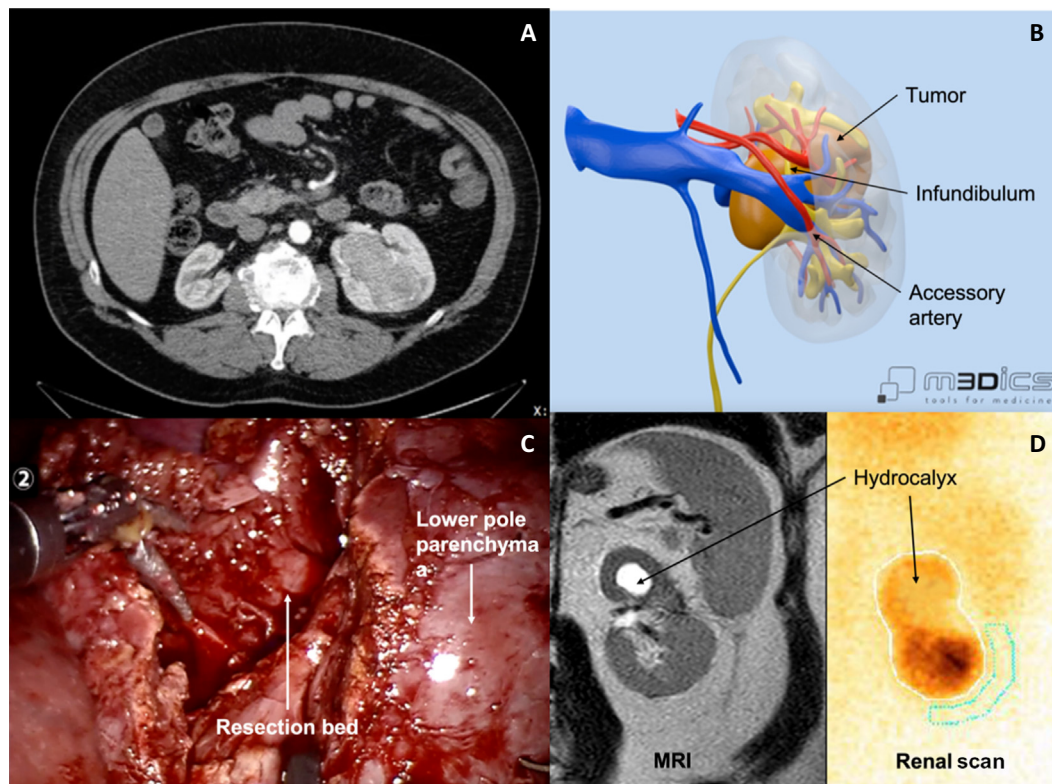 A
X:
B
Tumor
Infundibulum
Accessory
artery
m3Dics
tools for medicine
C
2
Lower pole
parenchyma
a
Resection bed
D
Hydrocalyx
MRI
Renal scan